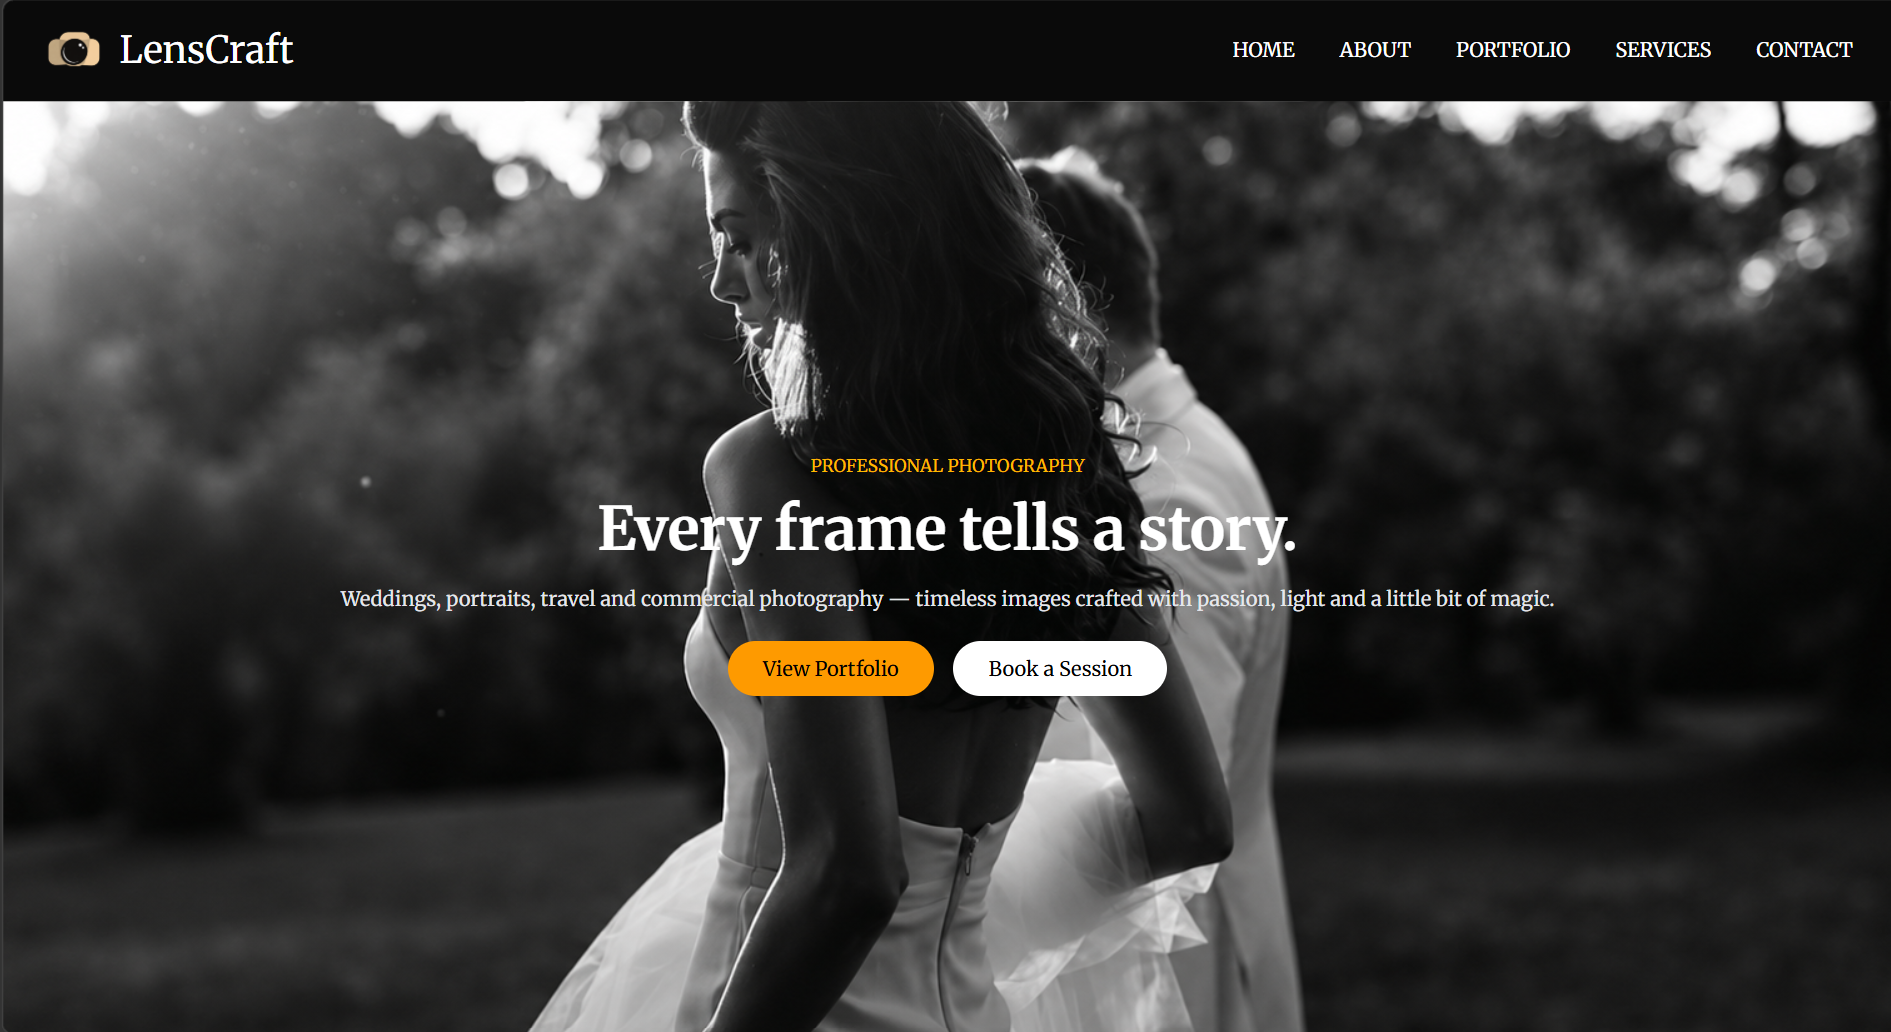 LensCraft
HOME ABOUT PORTFOLIO SERVICES CONTACT
PROFESSIONAL PHOTOGRAPHY
Every frame tells a story.
Weddings, portraits, travel and commercial photography — timeless images crafted with passion, light and a little bit of magic.
View Portfolio Book a Session